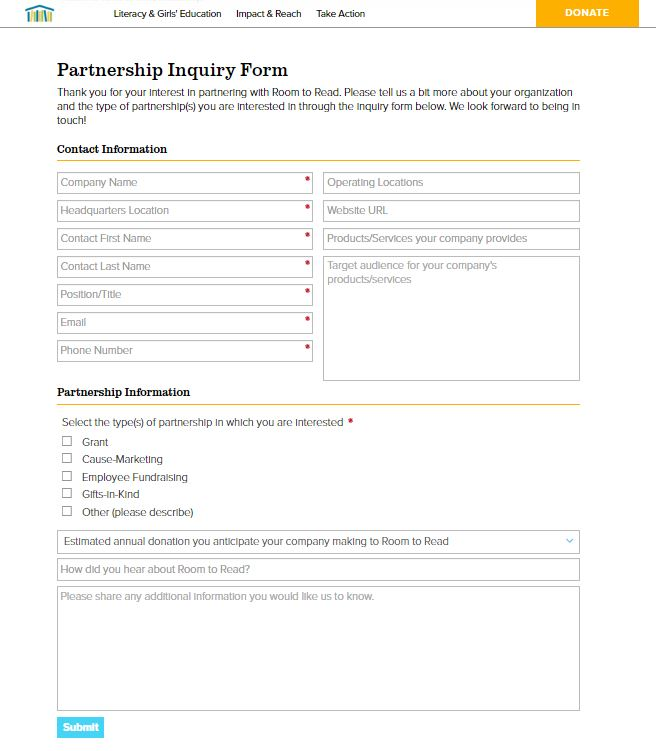 Literacy & Girls' Education Impact & Reach Take Action DONATE
Partnership Inquiry Form
Thank you for your interest in partnering with Room to Read. Please tell us a bit more about your organization
and the type of partnership(s) you are interested in through the inquiry form below. We look forward to being in
touch!
Contact Information
Company Name *
Operating Locations
Headquarters Location *
Website URL
Contact First Name *
Products/Services your company provides
Contact Last Name *
Target audience for your company's
products/services
Position/Title *
Email *
Phone Number *
Partnership Information
Select the type(s) of partnership in which you are interested *
Grant
Cause-Marketing
Employee Fundraising
Gifts-in-Kind
Other (please describe)
Estimated annual donation you anticipate your company making to Room to Read
How did you hear about Room to Read?
Please share any additional information you would like us to know.
Submit